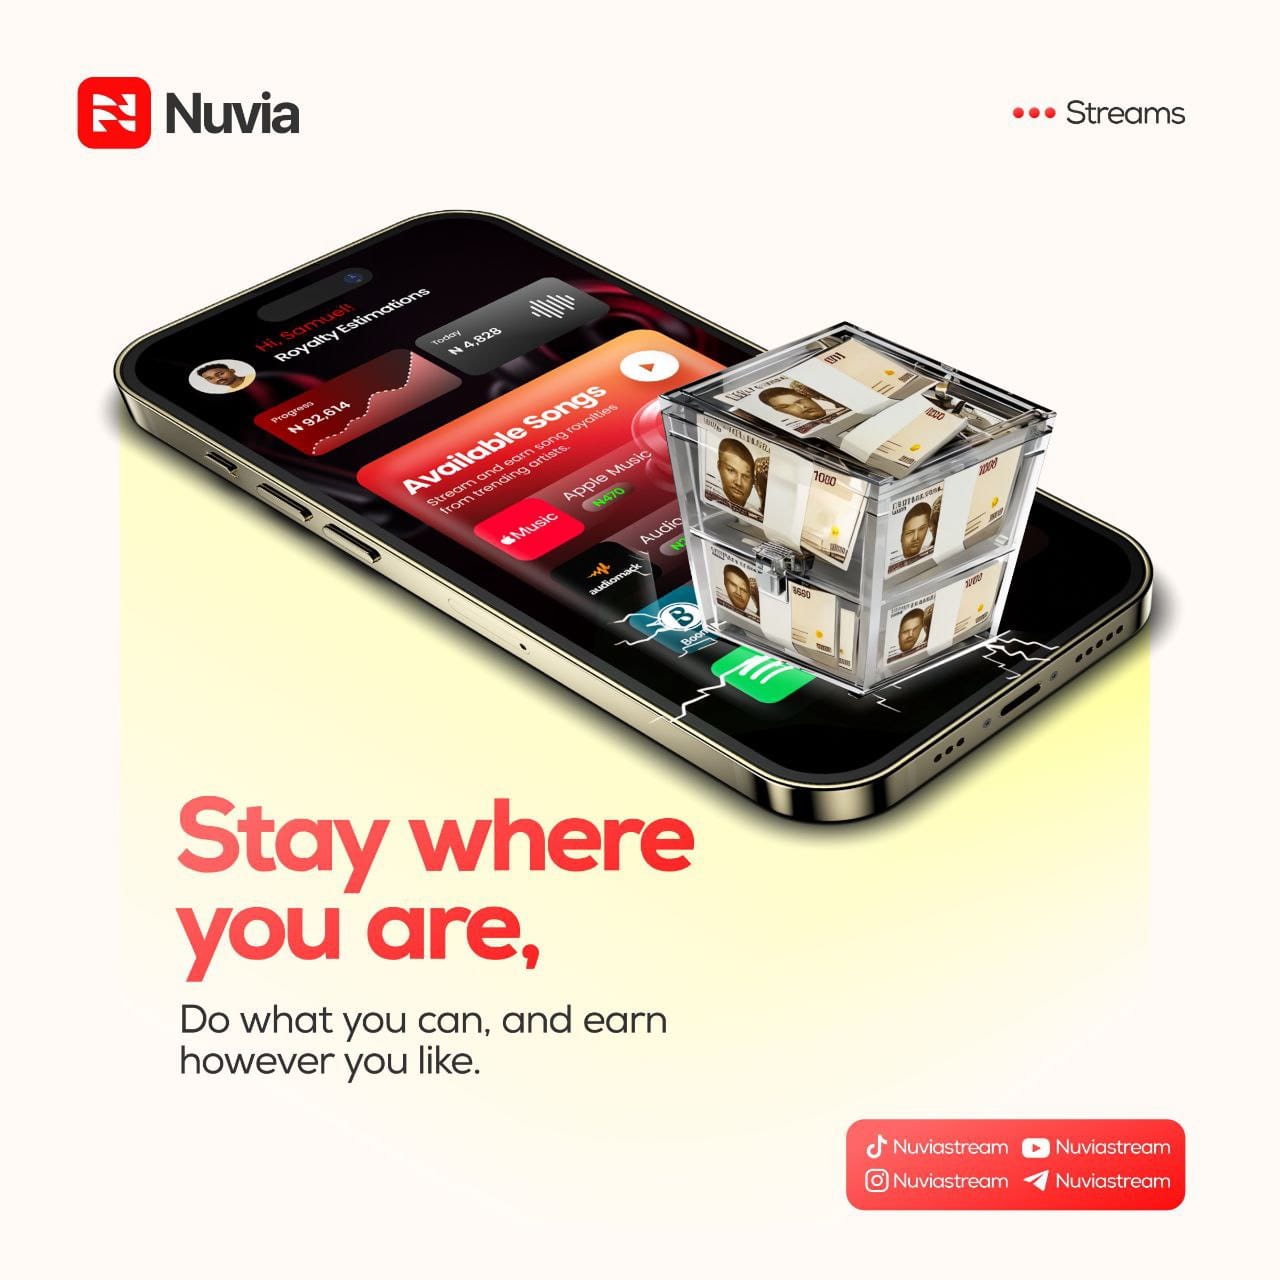 Nuvia
Streams
Hi, Samuel!
Royalty Estimations
Progress
₦ 92,614
Today
₦ 4,828
Available Songs
Stream and earn song royalties
from trending artists.
Music
Apple Music
₦470
audiomack
1000
1000
Stay where
you are,
Do what you can, and earn
however you like.
Nuviastream
Nuviastream
Nuviastream
Nuviastream